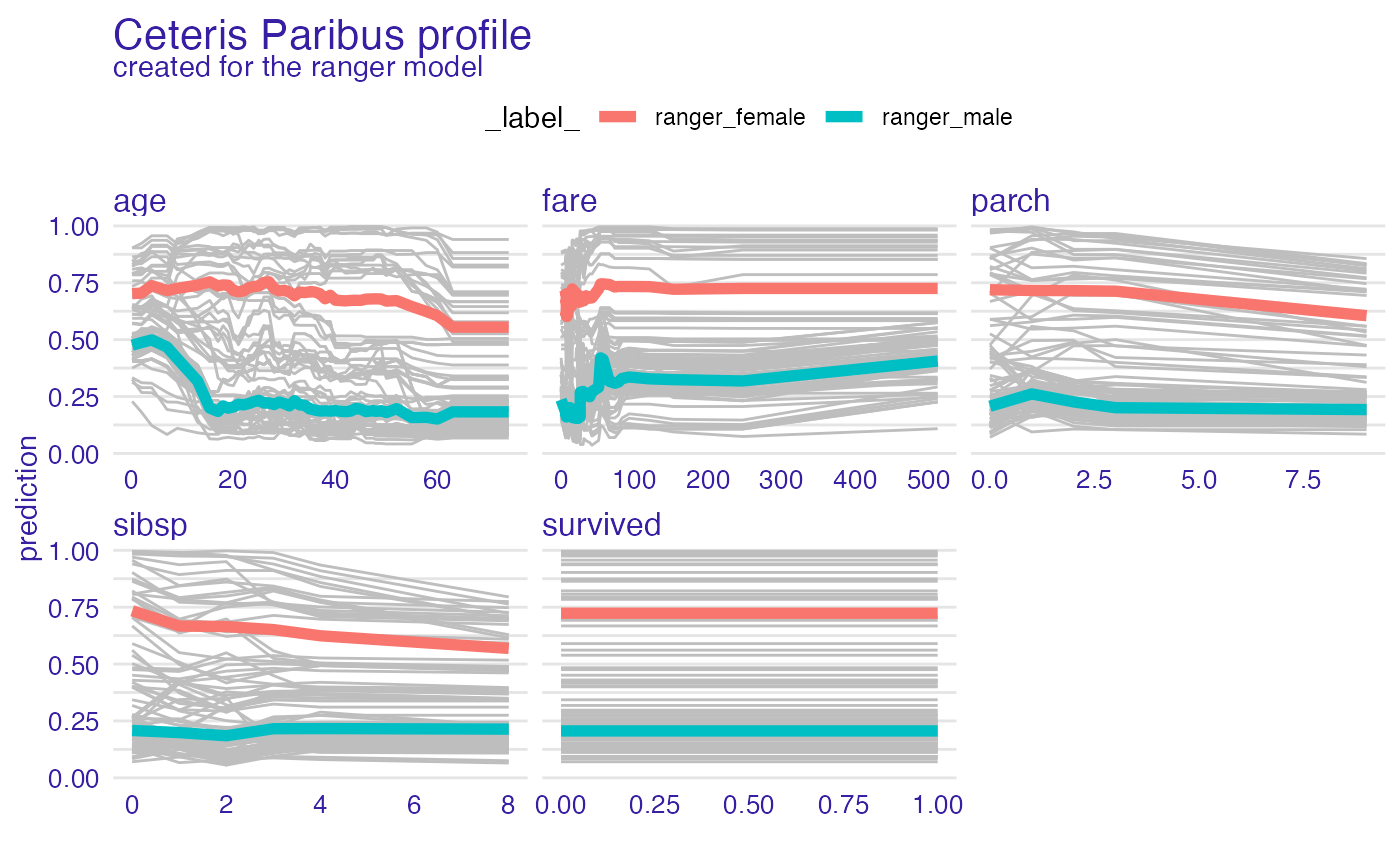 Ceteris Paribus profile
created for the ranger model
_label_ ranger_female ranger_male
age fare parch
1.00
0.75
0.50
0.25
0.00
0 20 40 60 0 100 200 300 400 500 0.0 2.5 5.0 7.5
prediction
sibsp survived
1.00
0.75
0.50
0.25
0.00
0 2 4 6 8 0.00 0.25 0.50 0.75 1.00